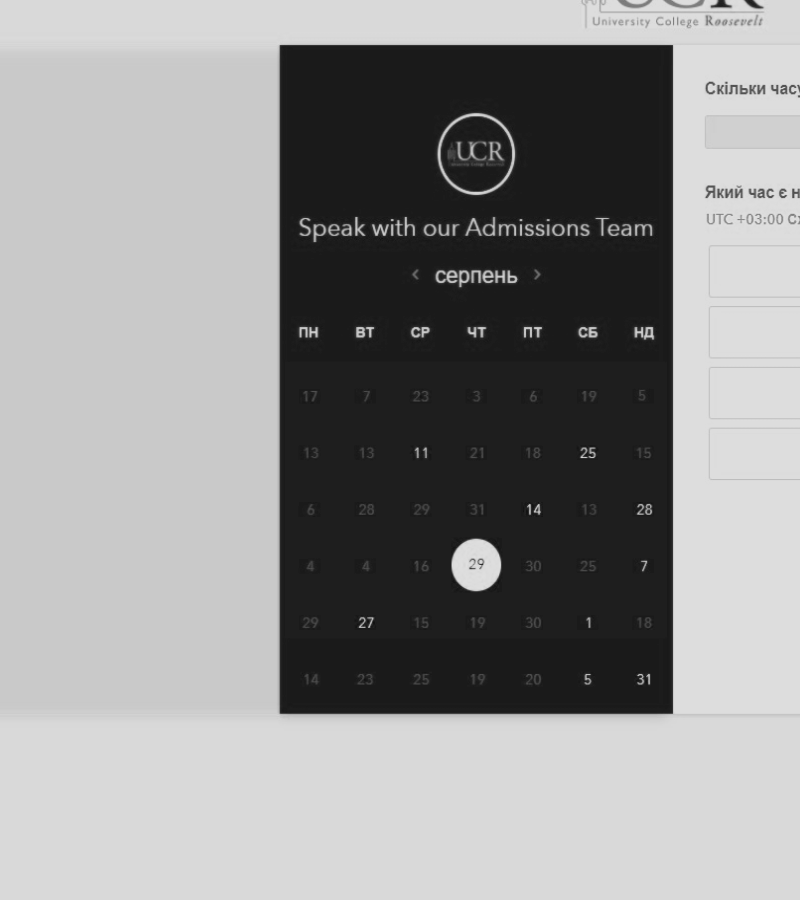 UCR
University College Roosevelt
UCR
Speak with our Admissions Team
‹ серпень ›
ПН ВТ СР ЧТ ПТ СБ НД
17 7 23 3 6 19 5
13 13 11 21 18 25 15
6 28 29 31 14 13 28
4 4 16 29 30 25 7
29 27 15 19 30 1 18
14 23 25 19 20 5 31
Скільки часу
Який час є н
UTC +03:00 Сх